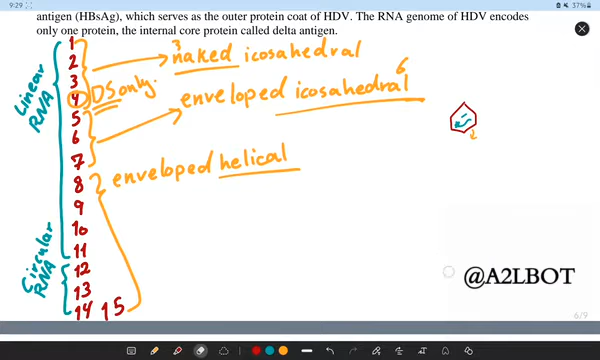 9:29
37%
antigen (HBsAg), which serves as the outer protein coat of HDV. The RNA genome of HDV encodes
only one protein, the internal core protein called delta antigen.
Linear RNA
1
2
3
4 DS only.
5
6
7
8
9
10
11
Circular RNA
12
13
14 15
3
naked icosahedral
6
enveloped icosahedral
enveloped helical
2
@A2LBOT
6/9